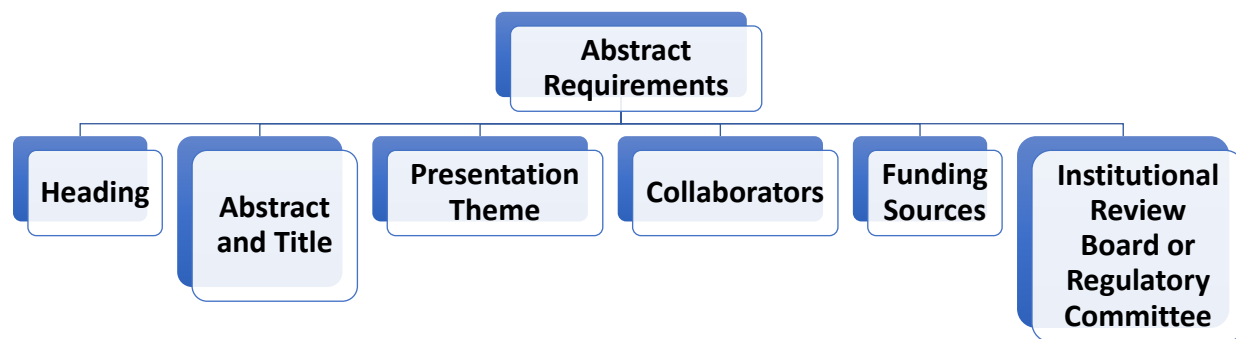 Abstract
Requirements
Heading
Abstract
and Title
Presentation
Theme
Collaborators
Funding
Sources
Institutional
Review
Board or
Regulatory
Committee